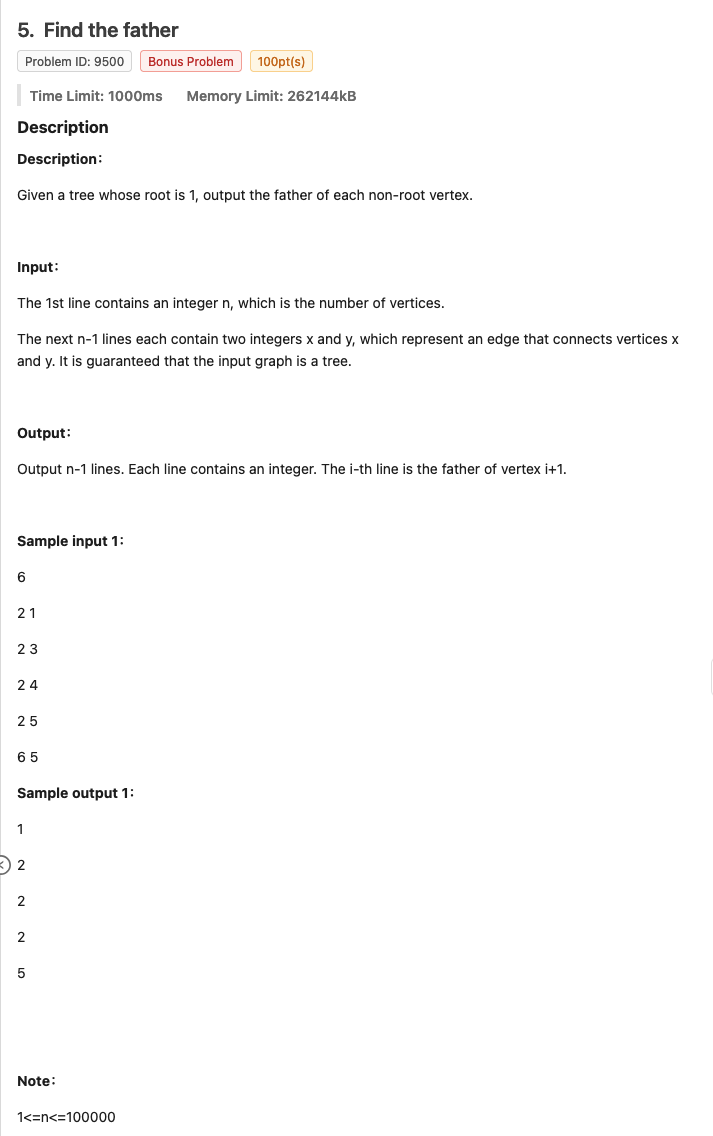 5. Find the father
Problem ID: 9500 Bonus Problem 100pt(s)
Time Limit: 1000ms Memory Limit: 262144kB
Description
Description:
Given a tree whose root is 1, output the father of each non-root vertex.
Input:
The 1st line contains an integer n, which is the number of vertices.
The next n-1 lines each contain two integers x and y, which represent an edge that connects vertices x
and y. It is guaranteed that the input graph is a tree.
Output:
Output n-1 lines. Each line contains an integer. The i-th line is the father of vertex i+1.
Sample input 1:
6
2 1
2 3
2 4
2 5
6 5
Sample output 1:
1
2
2
2
5
Note:
1<=n<=100000